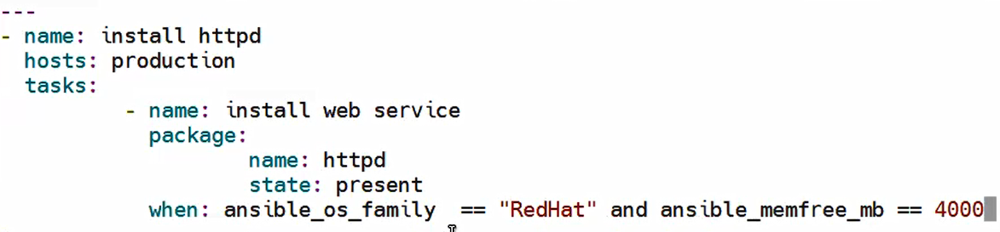 ---
- name: install httpd
  hosts: production
  tasks:
          - name: install web service
            package:
                    name: httpd
                    state: present
            when: ansible_os_family  == "RedHat" and ansible_memfree_mb == 4000